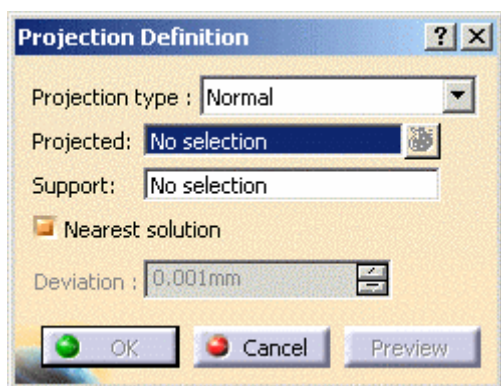 Projection Definition ? X
Projection type : Normal
Projected: No selection
Support: No selection
Nearest solution
Deviation : 0.001mm
OK Cancel Preview